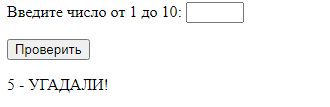 Введите число от 1 до 10:
Проверить
5 - УГАДАЛИ!